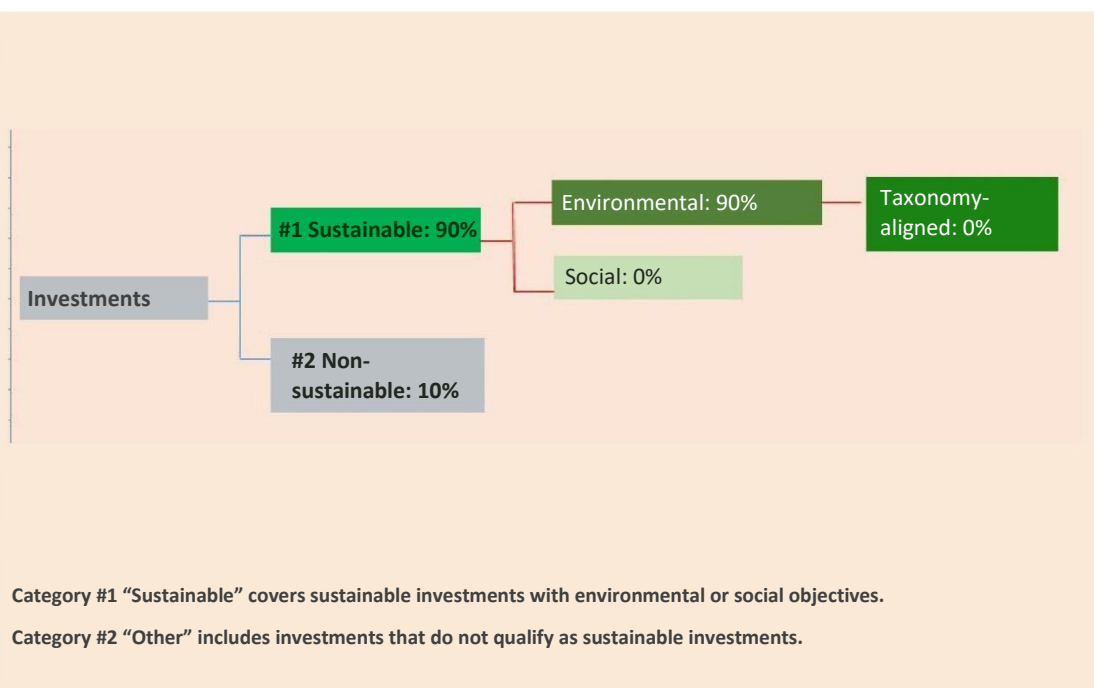 Environmental: 90%
Taxonomy-
aligned: 0%
#1 Sustainable: 90%
Social: 0%
Investments
#2 Non-
sustainable: 10%
Category #1 “Sustainable” covers sustainable investments with environmental or social objectives.
Category #2 “Other” includes investments that do not qualify as sustainable investments.